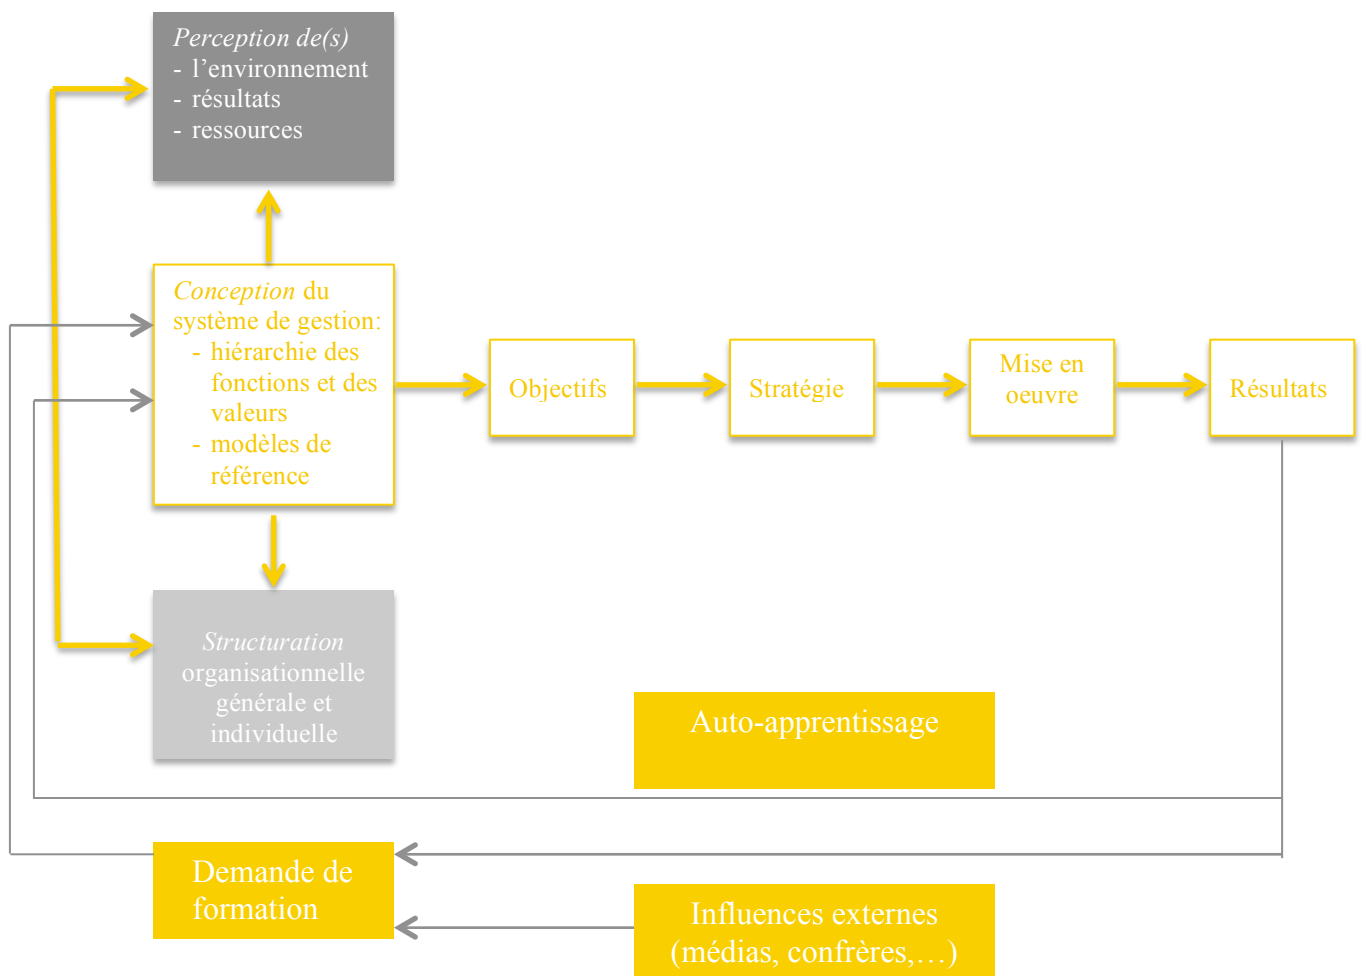 Perception de(s)
- l’environnement
- résultats
- ressources
Conception du
système de gestion:
- hiérarchie des
fonctions et des
valeurs
- modèles de
référence
Objectifs
Stratégie
Mise en
oeuvre
Résultats
Structuration
organisationnelle
générale et
individuelle
Auto-apprentissage
Demande de
formation
Influences externes
(médias, confrères,…)